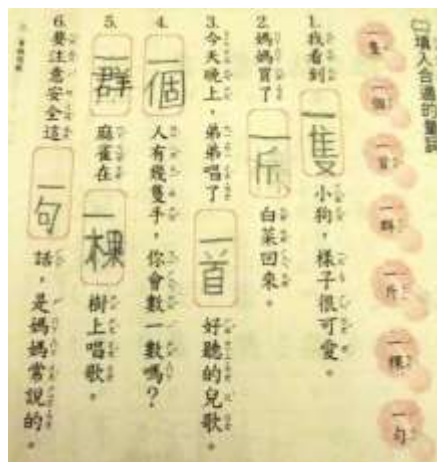 填入合適的量詞
一隻 一個 一首 一群 一斤 一棵 一句
1.我看到一隻小狗，樣子很可愛。
2.媽媽買了一斤白菜回來。
3.今天晚上，弟弟唱了一首好聽的兒歌。
4.一個人有幾隻手，你會數一數嗎？
5.一群麻雀在一棵樹上唱歌。
6.要注意安全這一句話，是媽媽常說的。